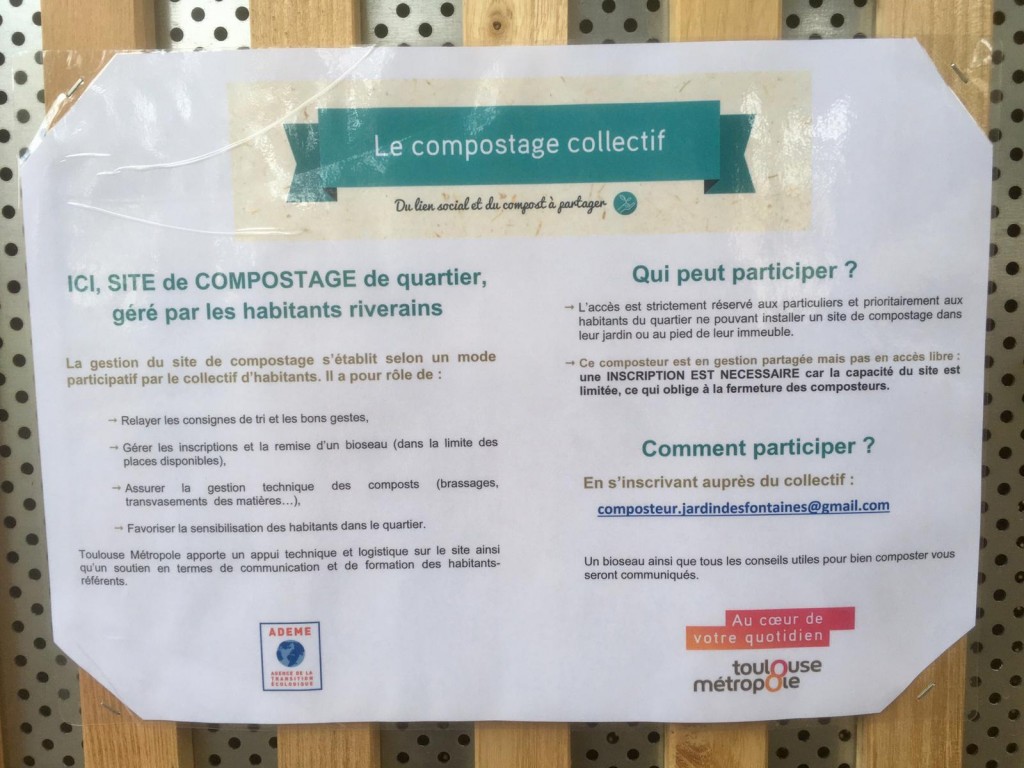 Le compostage collectif
Du lien social et du compost à partager
ICI, SITE de COMPOSTAGE de quartier,
géré par les habitants riverains
La gestion du site de compostage s'établit selon un mode
participatif par le collectif d'habitants. Il a pour rôle de :
→ Relayer les consignes de tri et les bons gestes,
→ Gérer les inscriptions et la remise d'un bioseau (dans la limite des
places disponibles),
→ Assurer la gestion technique des composts (brassages,
transvasements des matières…),
→ Favoriser la sensibilisation des habitants dans le quartier.
Toulouse Métropole apporte un appui technique et logistique sur le site ainsi
qu'un soutien en termes de communication et de formation des habitants-
référents.
ADEME
AGENCE DE LA
TRANSITION
ÉCOLOGIQUE
Qui peut participer ?
→ L'accès est strictement réservé aux particuliers et prioritairement aux
habitants du quartier ne pouvant installer un site de compostage dans
leur jardin ou au pied de leur immeuble.
→ Ce composteur est en gestion partagée mais pas en accès libre :
une INSCRIPTION EST NECESSAIRE car la capacité du site est
limitée, ce qui oblige à la fermeture des composteurs.
Comment participer ?
En s'inscrivant auprès du collectif :
composteur.jardindesfontaines@gmail.com
Un bioseau ainsi que tous les conseils utiles pour bien composter vous
seront communiqués.
Au cœur de
votre quotidien
toulouse
métropole